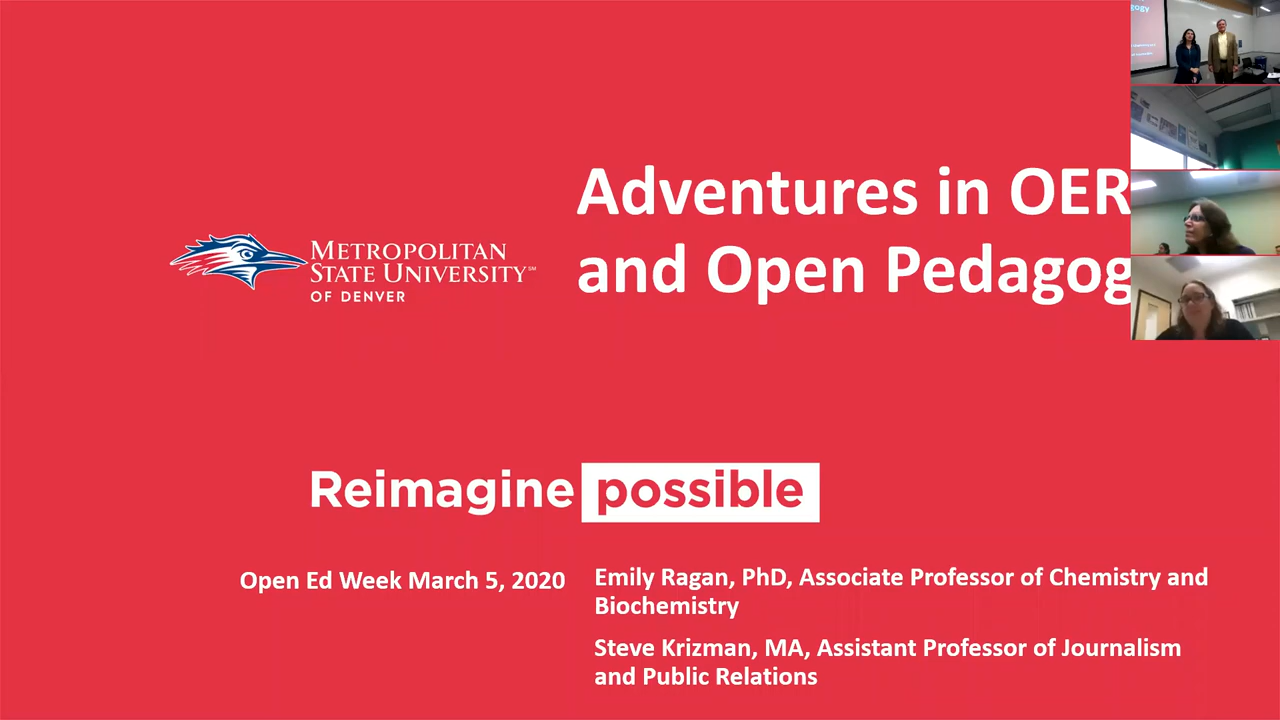 Adventures in OER
and Open Pedagog
METROPOLITAN
STATE UNIVERSITY℠
OF DENVER
Reimagine possible
Open Ed Week March 5, 2020
Emily Ragan, PhD, Associate Professor of Chemistry and
Biochemistry
Steve Krizman, MA, Assistant Professor of Journalism
and Public Relations